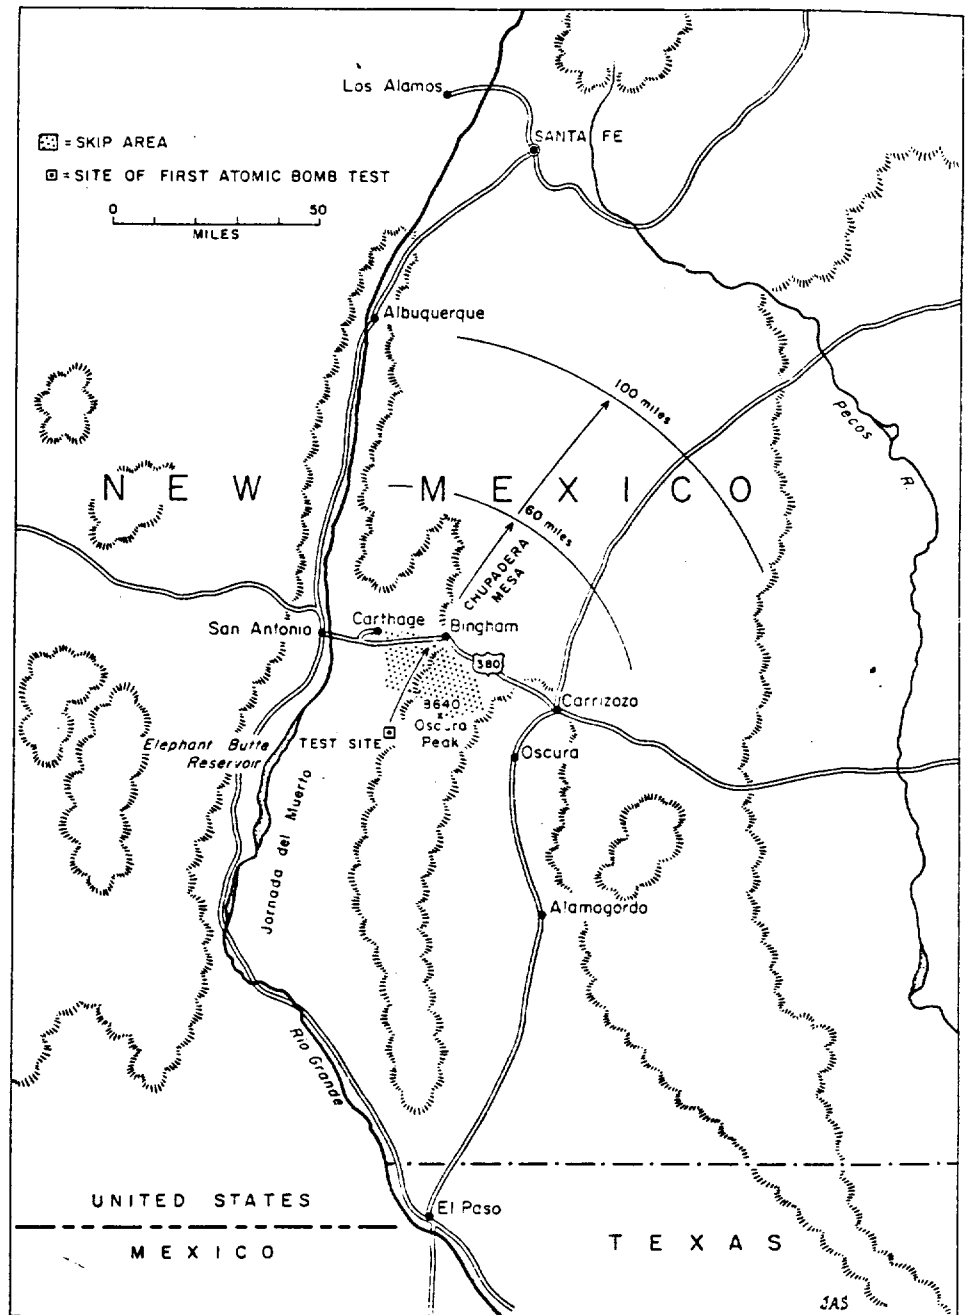 Los Alamos
SANTA FE
= SKIP AREA
= SITE OF FIRST ATOMIC BOMB TEST
0 50
MILES
Albuquerque
100 miles
Pecos
R.
NEW MEXICO
60 miles
CHUPADERA
MESA
San Antonio
Carthage
Bingham
380
8640
x
Oscura
Peak
Carrizozo
TEST SITE
Oscura
Elephant Butte
Reservoir
Jornada del Muerto
Alamogordo
Rio Grande
UNITED STATES
MEXICO
El Paso
TEXAS
JAS